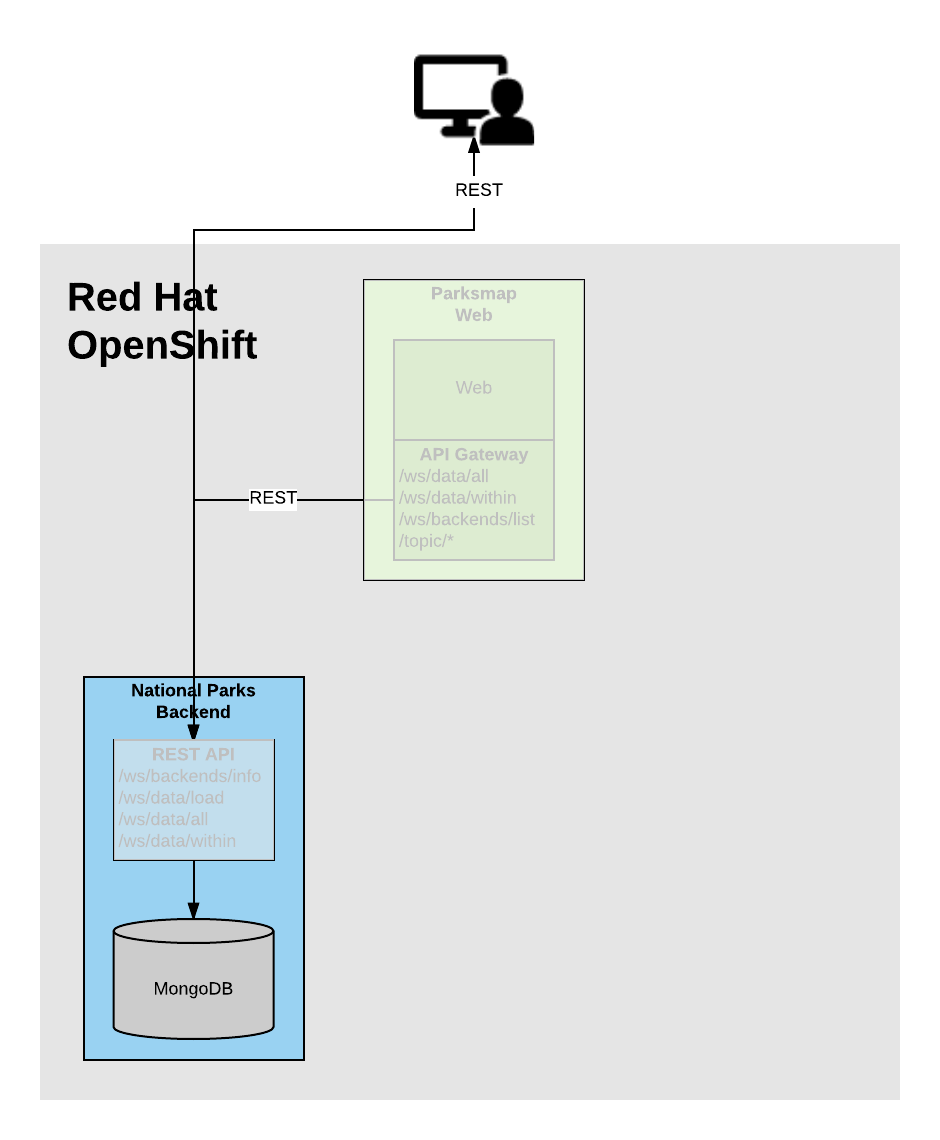 REST
Red Hat
OpenShift
Parksmap
Web
Web
API Gateway
/ws/data/all
/ws/data/within
/ws/backends/list
/topic/*
REST
National Parks
Backend
REST API
/ws/backends/info
/ws/data/load
/ws/data/all
/ws/data/within
MongoDB